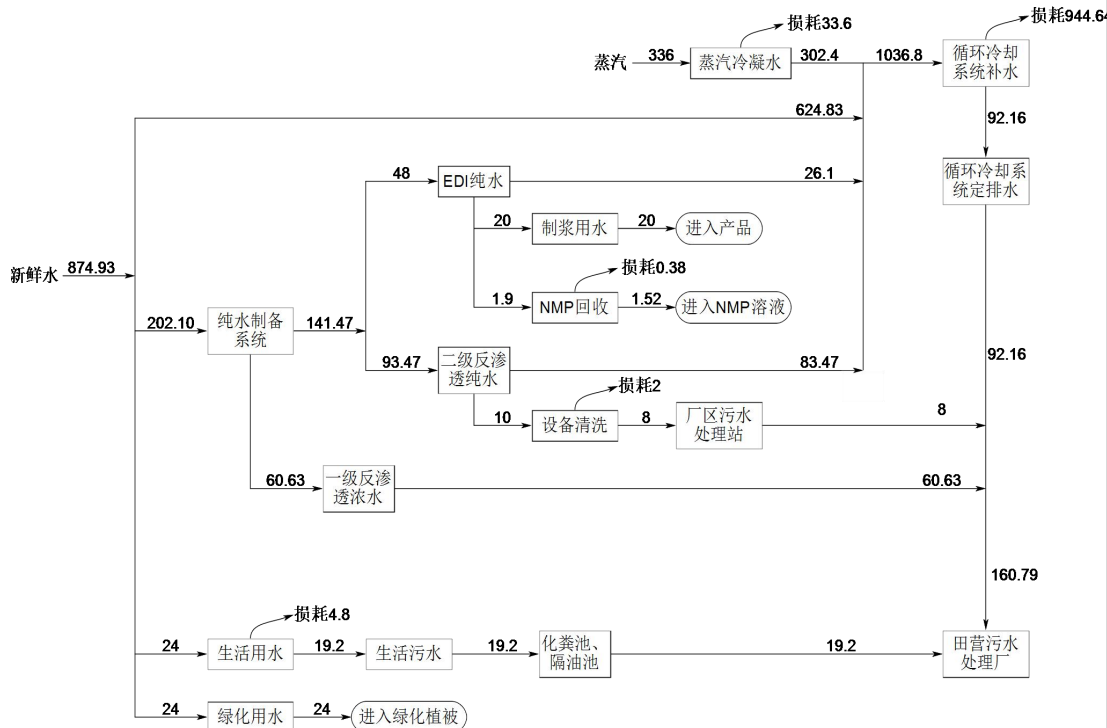 损耗33.6
损耗944.64
蒸汽
336
蒸汽冷凝水
302.4
1036.8
循环冷却
系统补水
624.83
92.16
48
EDI纯水
26.1
循环冷却系
统定排水
20
制浆用水
20
进入产品
新鲜水
874.93
损耗0.38
1.9
NMP回收
1.52
进入NMP溶液
202.10
纯水制备
系统
141.47
93.47
二级反渗
透纯水
83.47
92.16
损耗2
10
设备清洗
8
厂区污水
处理站
8
60.63
一级反渗
透浓水
60.63
160.79
损耗4.8
24
生活用水
19.2
生活污水
19.2
化粪池、
隔油池
19.2
田营污水
处理厂
24
绿化用水
24
进入绿化植被